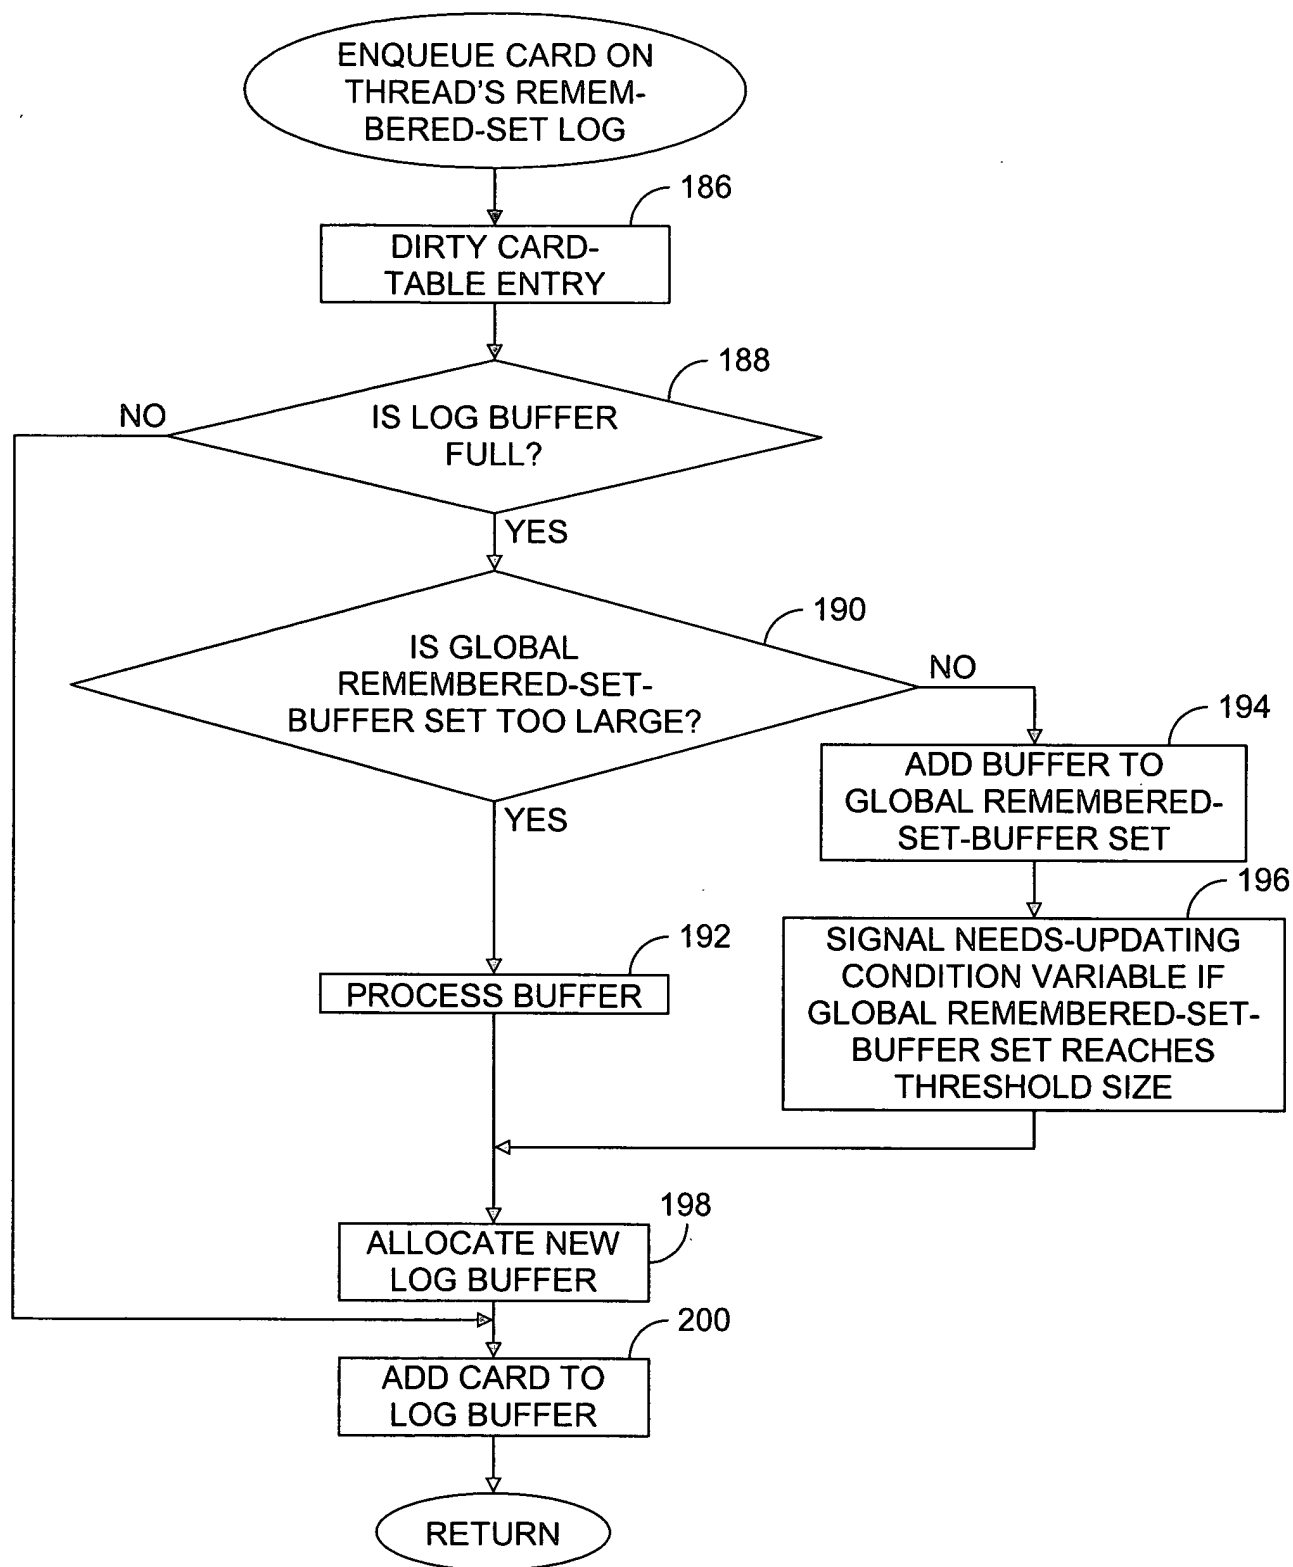 ENQUEUE CARD ON
THREAD'S REMEM-
BERED-SET LOG
186
DIRTY CARD-
TABLE ENTRY
188
NO
IS LOG BUFFER
FULL?
YES
190
IS GLOBAL
REMEMBERED-SET-
BUFFER SET TOO LARGE?
NO
YES
194
ADD BUFFER TO
GLOBAL REMEMBERED-
SET-BUFFER SET
196
SIGNAL NEEDS-UPDATING
CONDITION VARIABLE IF
GLOBAL REMEMBERED-SET-
BUFFER SET REACHES
THRESHOLD SIZE
192
PROCESS BUFFER
198
ALLOCATE NEW
LOG BUFFER
200
ADD CARD TO
LOG BUFFER
RETURN